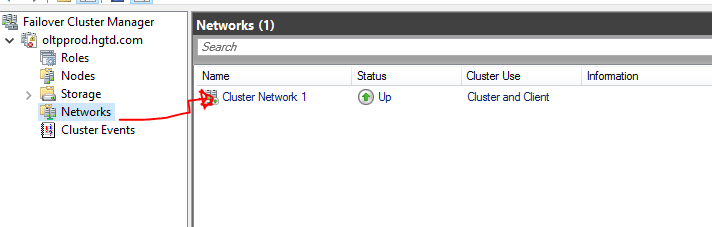 Failover Cluster Manager
oltpprod.hgtd.com
Roles
Nodes
Storage
Networks
Cluster Events
Networks (1)
Search
Name Status Cluster Use Information
Cluster Network 1 Up Cluster and Client